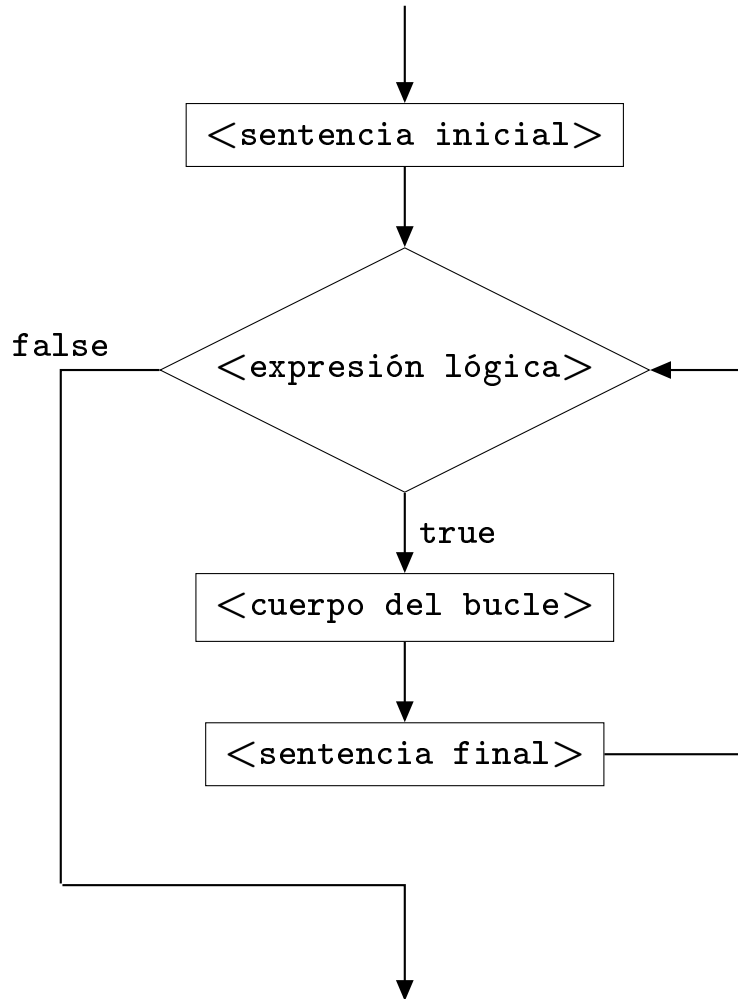 <sentencia inicial>
false
<expresión lógica>
true
<cuerpo del bucle>
<sentencia final>